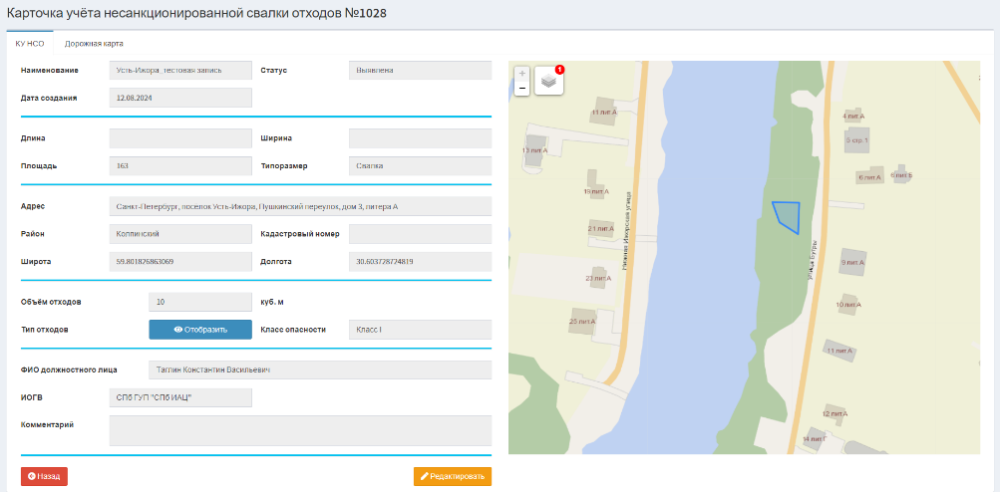 Карточка учёта несанкционированной свалки отходов №1028
КУ НСО Дорожная карта
Наименование Усть-Ижора_тестовая запись Статус Выявлена
Дата создания 12.08.2024
Длина Ширина
Площадь 163 Типоразмер Свалка
Адрес Санкт-Петербург, поселок Усть-Ижора, Пушкинский переулок, дом 3, литера А
Район Колпинский Кадастровый номер
Широта 59.801826863069 Долгота 30.603728724819
Объём отходов 10 куб. м
Тип отходов Отобразить Класс опасности Класс I
ФИО должностного лица Таглин Константин Васильевич
ИОГВ СПб ГУП "СПб ИАЦ"
Комментарий
Назад Редактировать
+
−
1
11 лит.А
13 лит.А
19 лит.А
21 лит.А
23 лит.А
25 лит.А
Нижняя Ижорская улица
4 лит.А
5 стр. 1
6 лит.А
6 лит.Б
улица Бугры
9 лит.А
10 лит.А
11 лит.А
12 лит.А
14 лит.Г